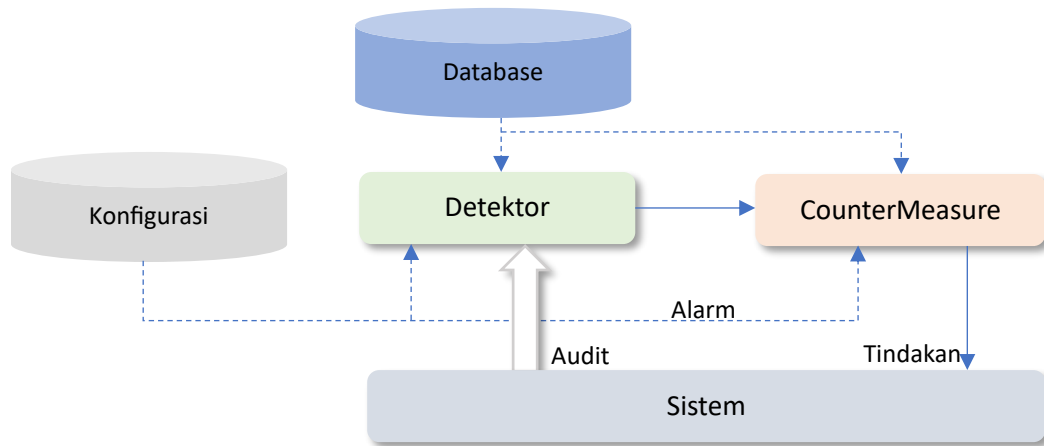 Database
Konfigurasi
Detektor
CounterMeasure
Alarm
Audit
Tindakan
Sistem